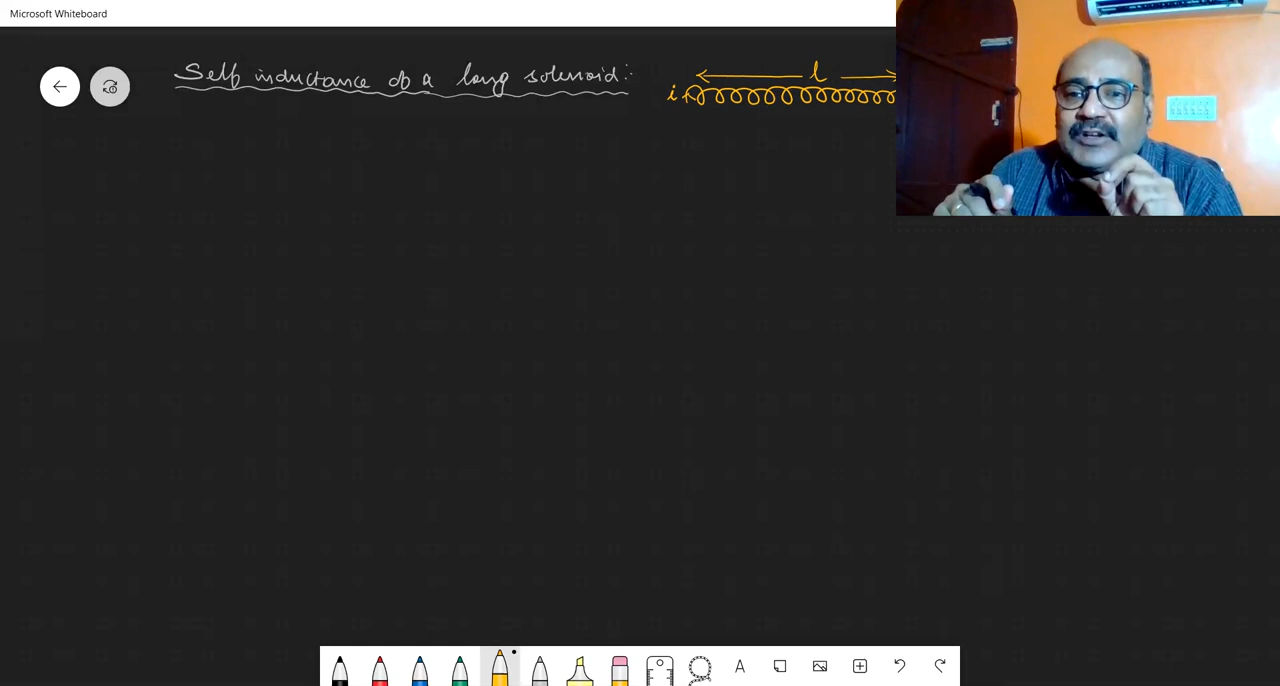 Microsoft Whiteboard
Self inductance of a long solenoid:-
l
i
A